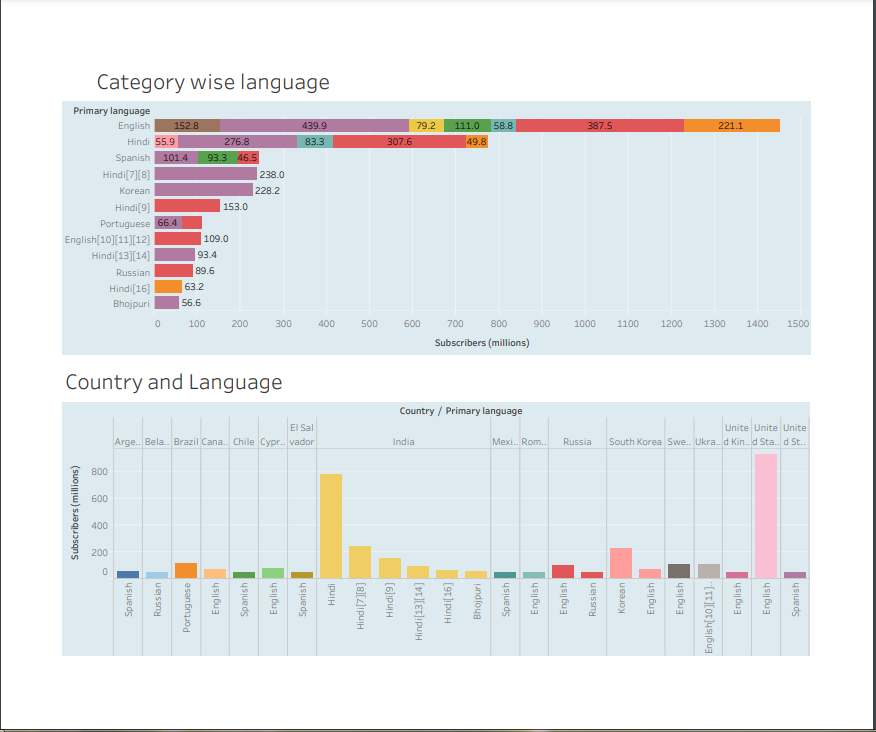 Category wise language
Primary language
English 152.8 439.9 79.2 111.0 58.8 387.5 221.1
Hindi 55.9 276.8 83.3 307.6 49.8
Spanish 101.4 93.3 46.5
Hindi[7][8] 238.0
Korean 228.2
Hindi[9] 153.0
Portuguese 66.4
English[10][11][12] 109.0
Hindi[13][14] 93.4
Russian 89.6
Hindi[16] 63.2
Bhojpuri 56.6
0 100 200 300 400 500 600 700 800 900 1000 1100 1200 1300 1400 1500
Subscribers (millions)
Country and Language
Country / Primary language
Arge.. Bela.. Brazil Cana.. Chile Cypr.. El Sal
vador India Mexi.. Rom.. Russia South Korea Swe.. Ukra.. Unite
d Kin.. Unite
d Sta.. Unite
d St..
Subscribers (millions)
800
600
400
200
0
Spanish
Russian
Portuguese
English
Spanish
English
Spanish
Hindi
Hindi[7][8]
Hindi[9]
Hindi[13][14]
Hindi[16]
Bhojpuri
Spanish
English
English
Russian
Korean
English
English
English[10][11]..
English
English
Spanish